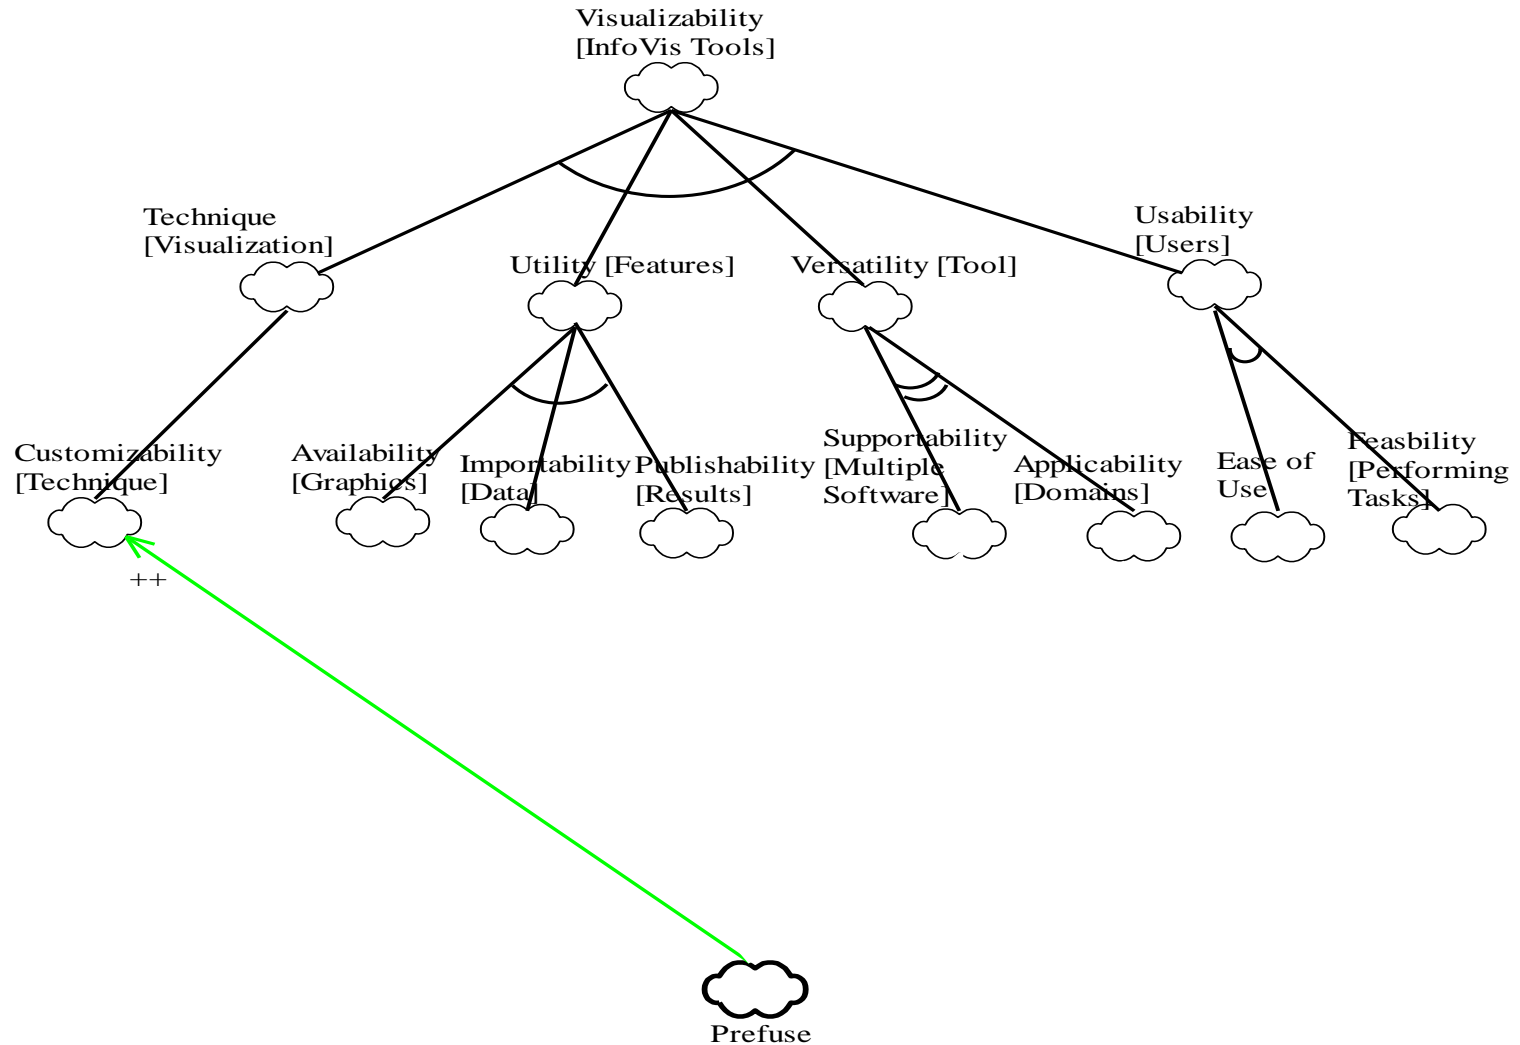 Visualizability
[InfoVis Tools]
Technique
[Visualization]
Utility [Features]
Versatility [Tool]
Usability
[Users]
Customizability
[Technique]
Availability
[Graphics]
Importability
[Data]
Publishability
[Results]
Supportability
[Multiple
Software]
Applicability
[Domains]
Ease of
Use
Feasbility
[Performing
Tasks]
++
Prefuse